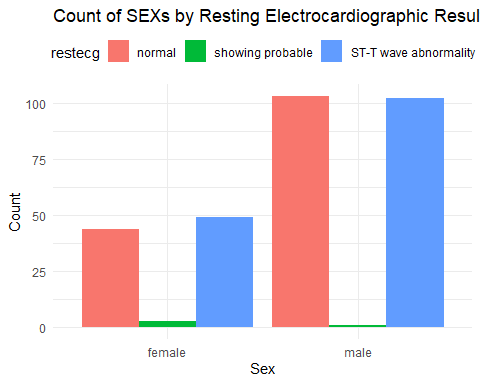 Count of SEXs by Resting Electrocardiographic Resul
restecg normal showing probable ST-T wave abnormality
100
75
50
25
0
Count
female male
Sex